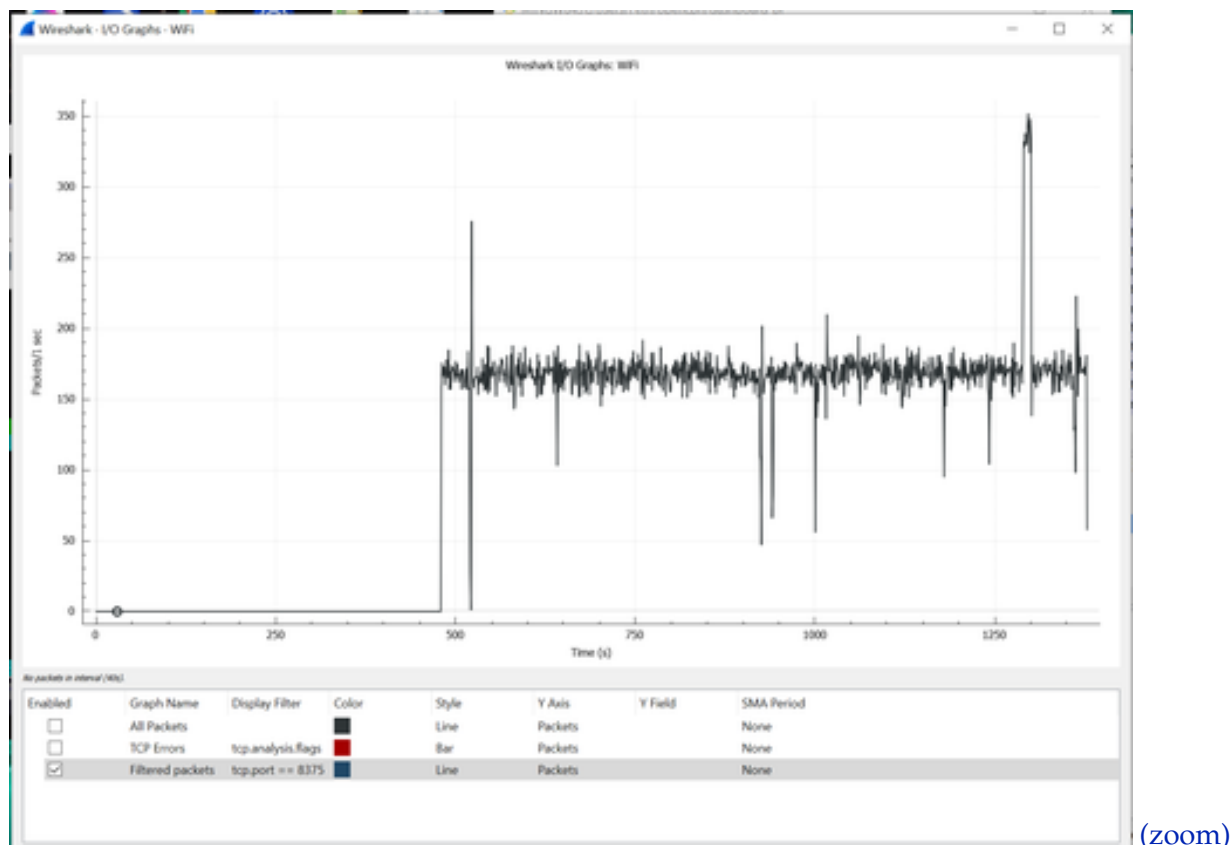 Wireshark · I/O Graphs · WiFi
Wireshark I/O Graphs: WiFi
350
300
250
200
150
100
50
0
Packets/1 sec
0 250 500 750 1000 1250
Time (s)
No packets in interval (40s).
Enabled Graph Name Display Filter Color Style Y Axis Y Field SMA Period
All Packets Line Packets None
TCP Errors tcp.analysis.flags Bar Packets None
Filtered packets tcp.port == 8375 Line Packets None
(zoom)